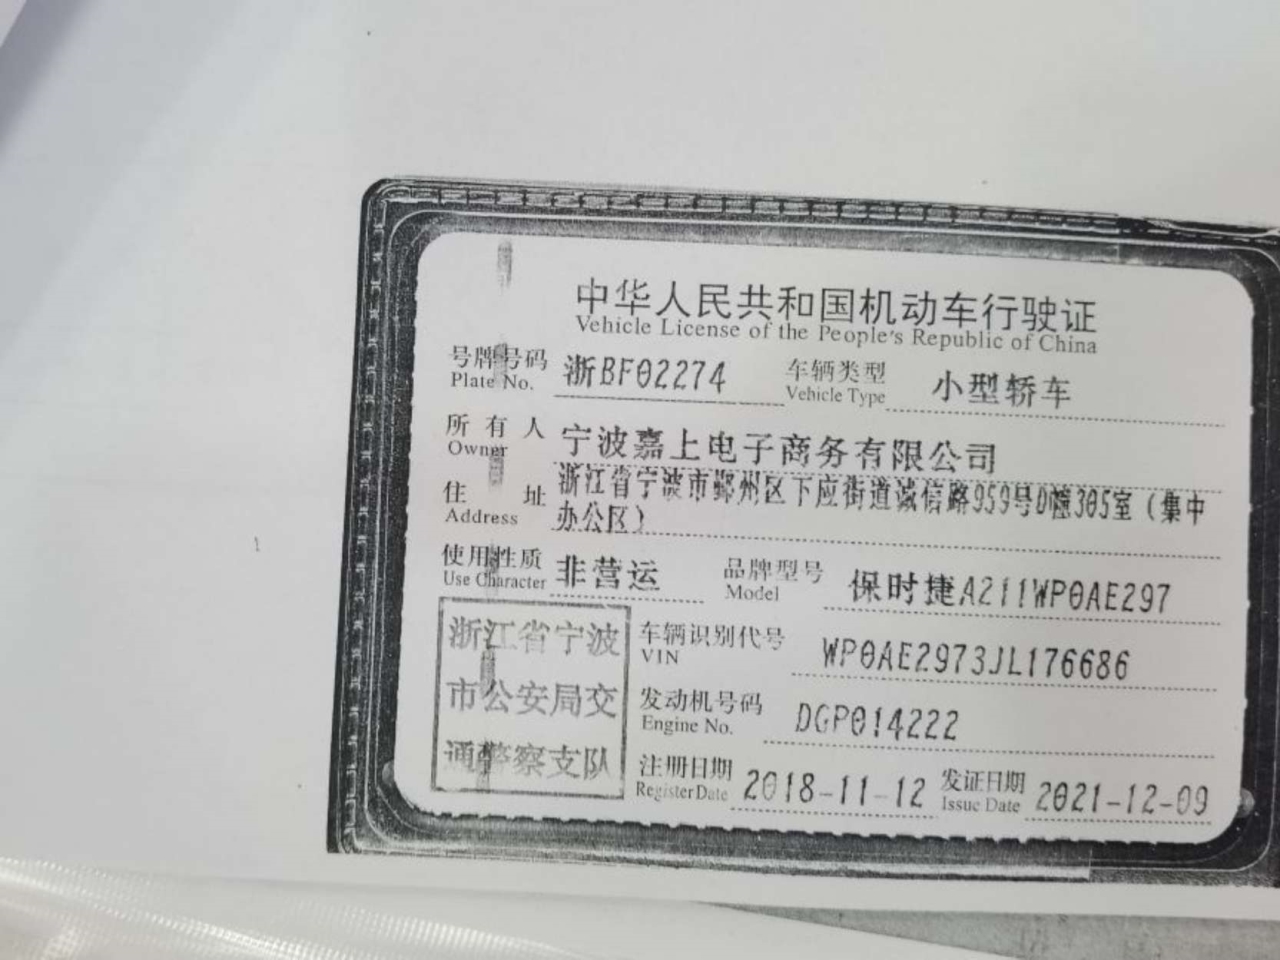 中华人民共和国机动车行驶证
Vehicle License of the People's Republic of China
号牌号码 浙BF02274 车辆类型 小型轿车
Plate No. Vehicle Type
所有人 宁波嘉上电子商务有限公司
Owner
住址 浙江省宁波市鄞州区下应街道诚信路959号D幢305室（集中
Address 办公区）
使用性质 非营运 品牌型号 保时捷A211WP0AE297
Use Character Model
浙江省宁波
市公安局交
通警察支队
车辆识别代号 WP0AE2973JL176686
VIN
发动机号码 DGP014222
Engine No.
注册日期 2018-11-12 发证日期 2021-12-09
Register Date Issue Date